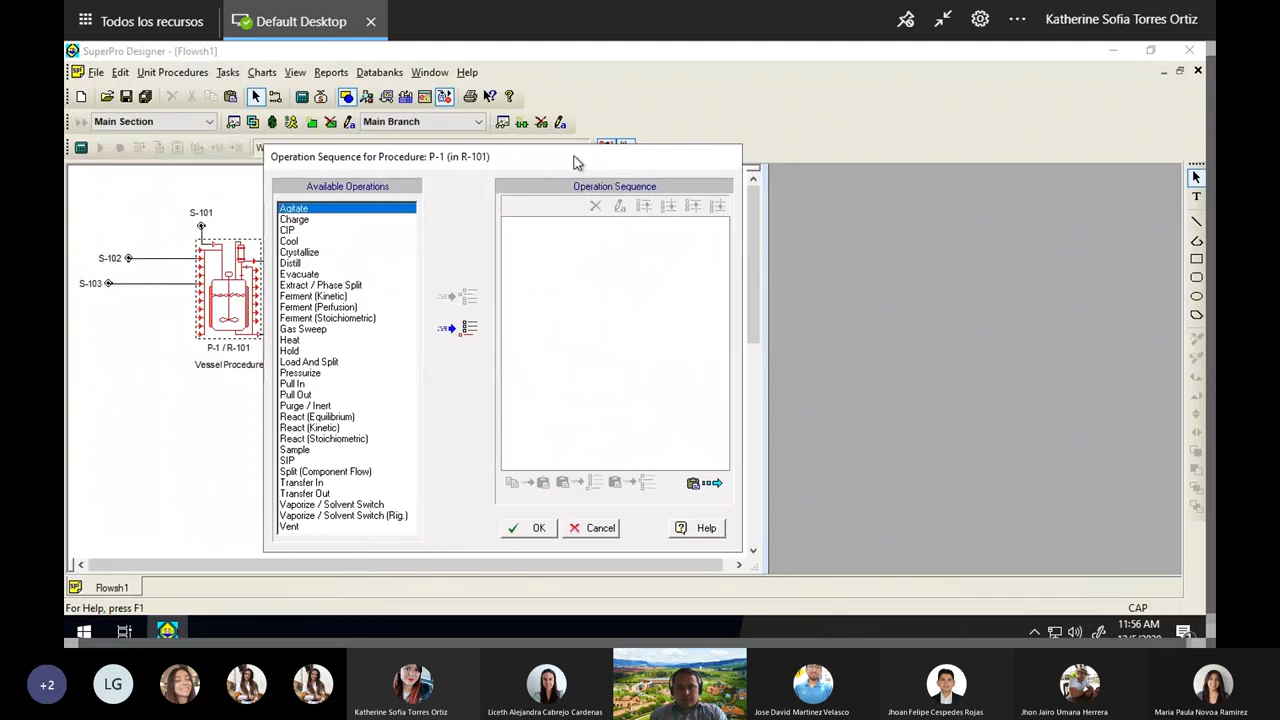 Todos los recursos
Default Desktop
Katherine Sofia Torres Ortiz
SuperPro Designer - [Flowsh1]
File Edit Unit Procedures Tasks Charts View Reports Databanks Window Help
Main Section
Main Branch
Operation Sequence for Procedure: P-1 (in R-101)
Available Operations
Operation Sequence
Agitate
Charge
CIP
Cool
Crystallize
Distill
Evacuate
Extract / Phase Split
Ferment (Kinetic)
Ferment (Perfusion)
Ferment (Stoichiometric)
Gas Sweep
Heat
Hold
Load And Split
Pressurize
Pull In
Pull Out
Purge / Inert
React (Equilibrium)
React (Kinetic)
React (Stoichiometric)
Sample
SIP
Split (Component Flow)
Transfer In
Transfer Out
Vaporize / Solvent Switch
Vaporize / Solvent Switch (Rig.)
Vent
S-101
S-102
S-103
P-1 / R-101
Vessel Procedure
OK
Cancel
Help
Flowsh1
For Help, press F1
CAP
11:56 AM
+2
LG
Katherine Sofia Torres Ortiz
Liceth Alejandra Cabrejo Cardenas
Jose David Martinez Velasco
Jhoan Felipe Cespedes Rojas
Jhon Jairo Umana Herrera
Maria Paula Novoa Ramirez